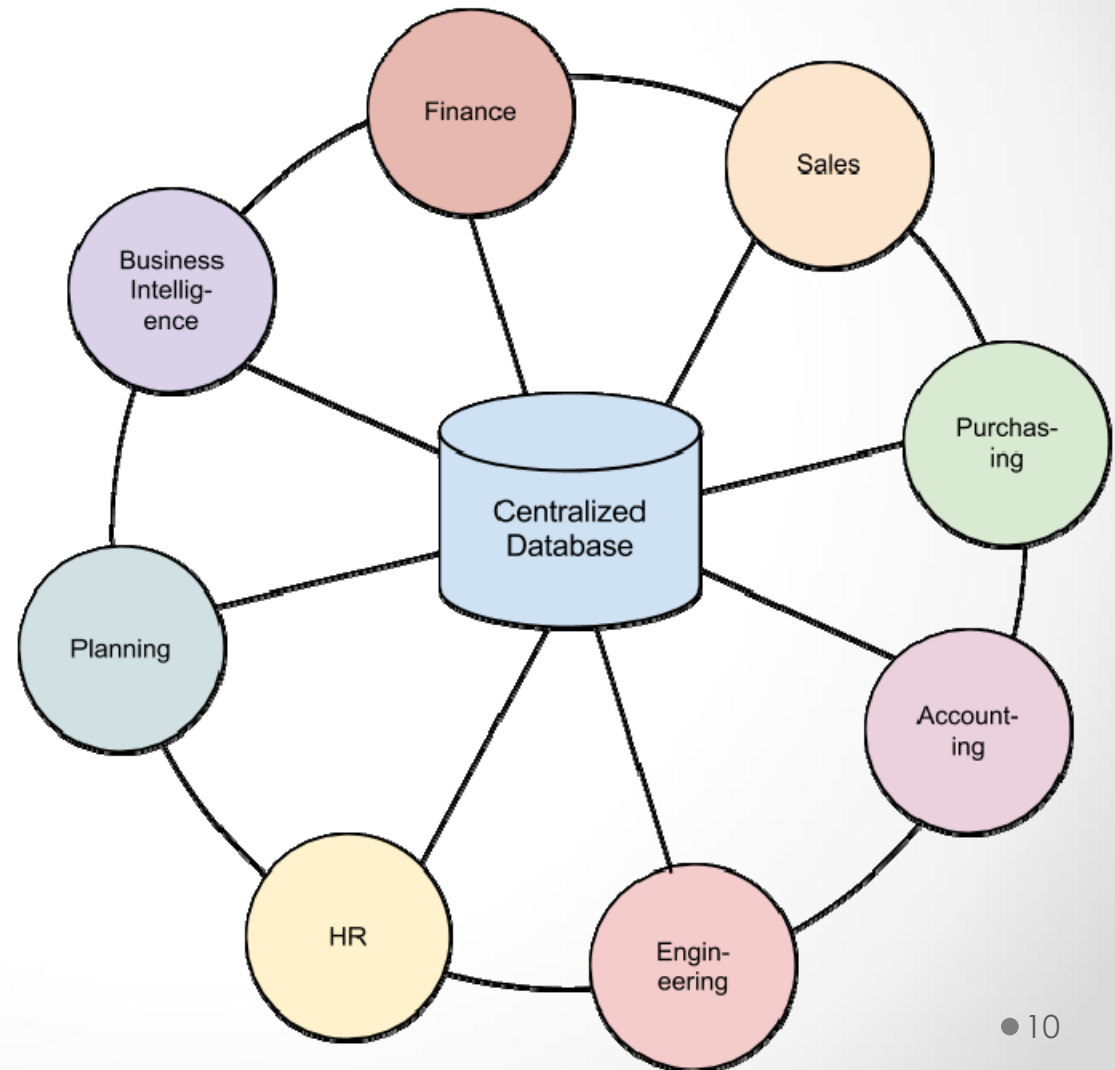 Finance
Sales
Business
Intellig-
ence
Purchas-
ing
Centralized
Database
Planning
Account-
ing
HR
Engin-
eering
10